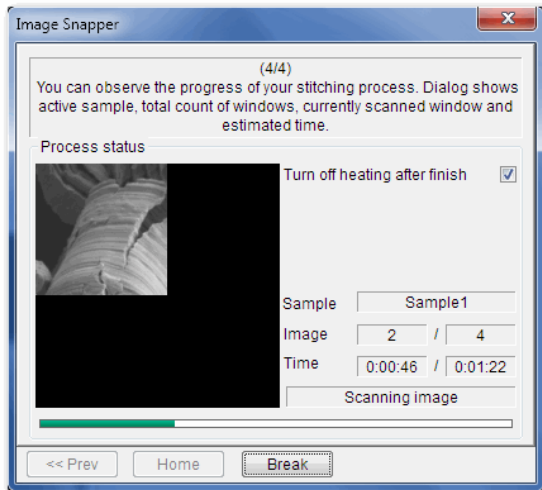 Image Snapper
(4/4)
You can observe the progress of your stitching process. Dialog shows
active sample, total count of windows, currently scanned window and
estimated time.
Process status
Turn off heating after finish
Sample Sample1
Image 2 / 4
Time 0:00:46 / 0:01:22
Scanning image
<< Prev Home Break